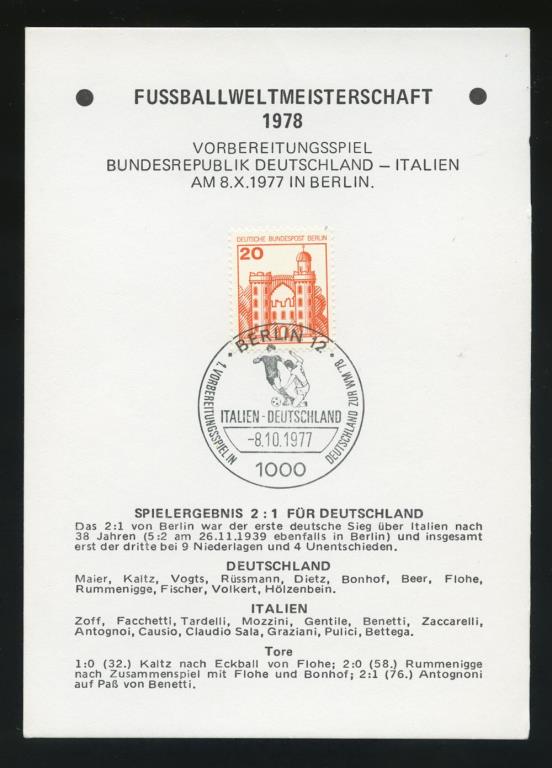 FUSSBALLWELTMEISTERSCHAFT
1978
VORBEREITUNGSSPIEL
BUNDESREPUBLIK DEUTSCHLAND – ITALIEN
AM 8.X.1977 IN BERLIN.
DEUTSCHE BUNDESPOST BERLIN
20
BERLIN 12
1. VORBEREITUNGSSPIEL IN
DEUTSCHLAND ZUR WM '78
ITALIEN-DEUTSCHLAND
-8.10.1977
1000
SPIELERGEBNIS 2:1 FÜR DEUTSCHLAND
Das 2:1 von Berlin war der erste deutsche Sieg über Italien nach
38 Jahren (5:2 am 26.11.1939 ebenfalls in Berlin) und insgesamt
erst der dritte bei 9 Niederlagen und 4 Unentschieden.
DEUTSCHLAND
Maier, Kaltz, Vogts, Rüssmann, Dietz, Bonhof, Beer, Flohe,
Rummenigge, Fischer, Volkert, Hölzenbein.
ITALIEN
Zoff, Facchetti, Tardelli, Mozzini, Gentile, Benetti, Zaccarelli,
Antognoi, Causio, Claudio Sala, Graziani, Pulici, Bettega.
Tore
1:0 (32.) Kaltz nach Eckball von Flohe; 2:0 (58.) Rummenigge
nach Zusammenspiel mit Flohe und Bonhof; 2:1 (76.) Antognoni
auf Paß von Benetti.